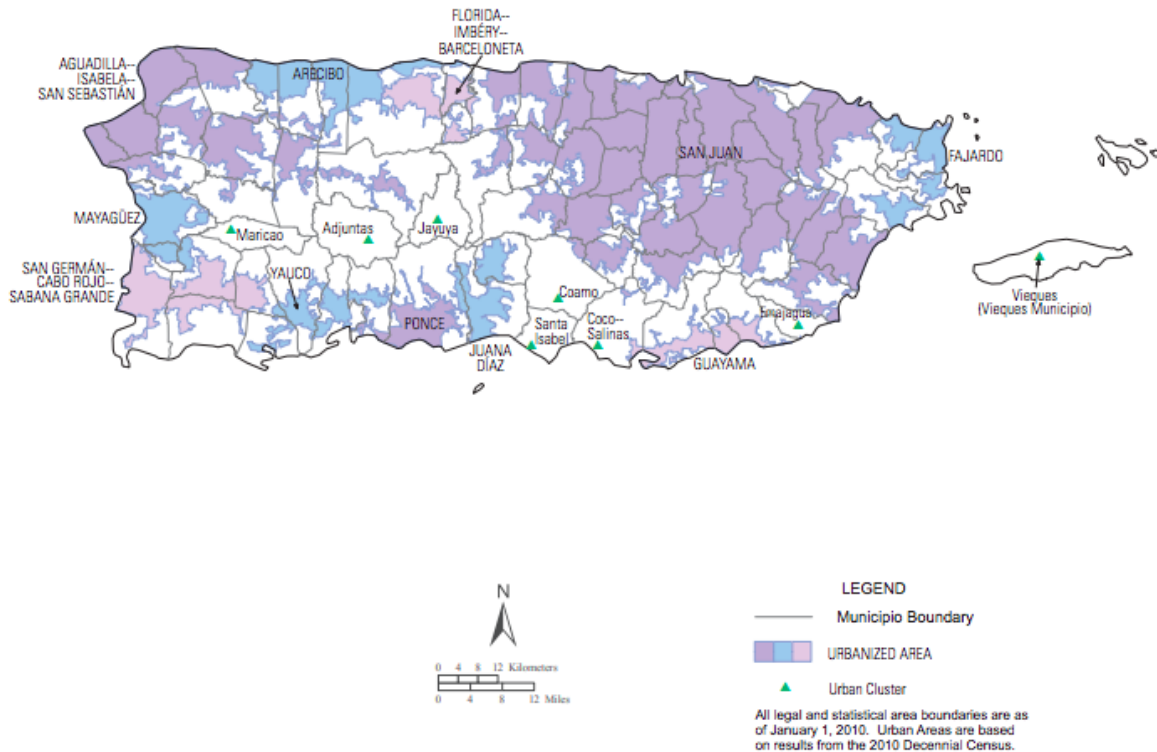 FLORIDA--
IMBÉRY--
BARCELONETA
AGUADILLA--
ISABELA--
SAN SEBASTIÁN
ARECIBO
SAN JUAN
FAJARDO
MAYAGÜEZ
Maricao
Adjuntas
Jayuya
SAN GERMÁN--
CABO ROJO--
SABANA GRANDE
YAUCO
Coamo
Vieques
(Vieques Municipio)
PONCE
Santa
Isabel
Coco--
Salinas
Emajagua
JUANA
DÍAZ
GUAYAMA
N
0 4 8 12 Kilometers
0 4 8 12 Miles
LEGEND
Municipio Boundary
URBANIZED AREA
Urban Cluster
All legal and statistical area boundaries are as
of January 1, 2010. Urban Areas are based
on results from the 2010 Decennial Census.